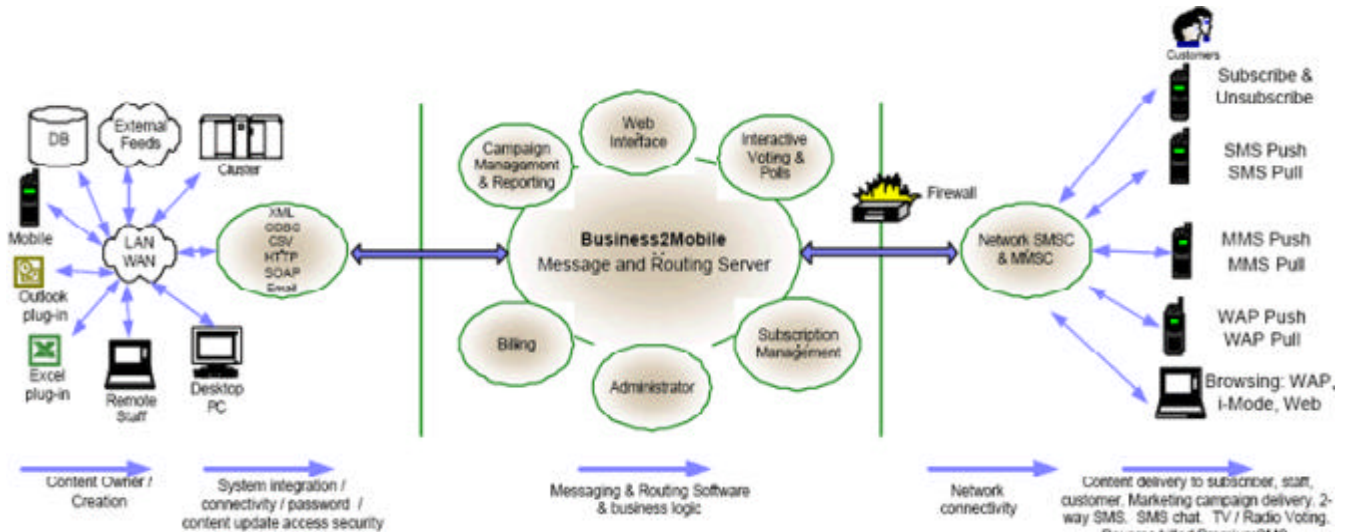 DB
External
Feeds
Cluster
Mobile
LAN
WAN
Outlook
plug-in
Excel
plug-in
Remote
Staff
Desktop
PC
XML
ODBC
CSV
HTTP
SOAP
Email
Campaign
Management
& Reporting
Web
Interface
Interactive
Voting &
Polls
Business2Mobile
Message and Routing Server
Billing
Administrator
Subscription
Management
Firewall
Network SMSC
& MMSC
Customers
Subscribe &
Unsubscribe
SMS Push
SMS Pull
MMS Push
MMS Pull
WAP Push
WAP Pull
Browsing: WAP,
i-Mode, Web
Content Owner /
Creation
System integration /
connectivity / password /
content update access security
Messaging & Routing Software
& business logic
Network
connectivity
Content delivery to subscriber, staff,
customer. Marketing campaign delivery. 2-
way SMS. SMS chat. TV / Radio Voting.